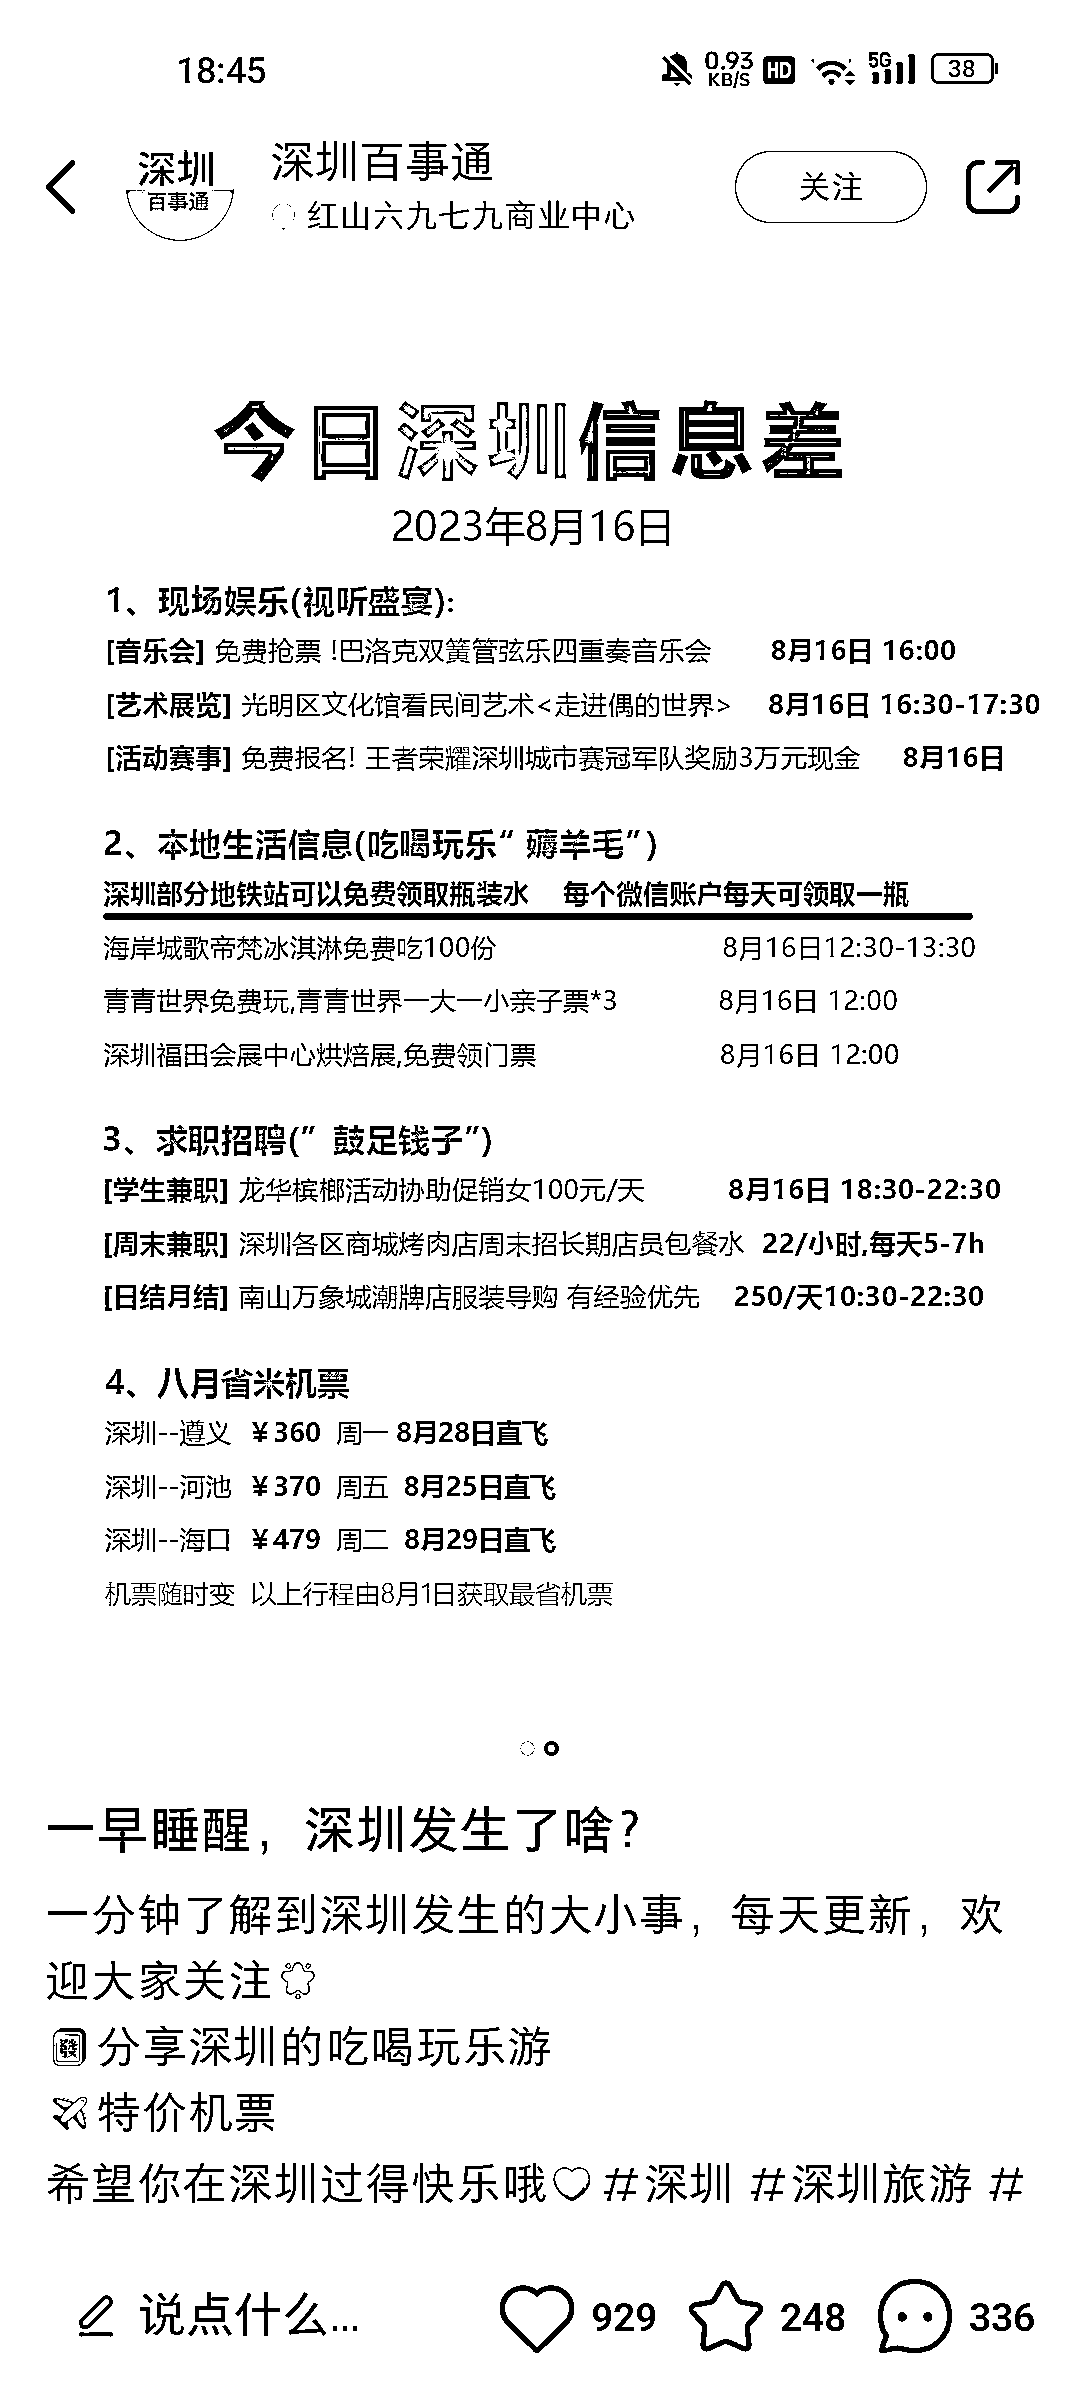 18:45 0.93 KB/S HD 5G 38
深圳百事通 深圳百事通 关注
红山六九七九商业中心
今日深圳信息差
2023年8月16日
1、现场娱乐(视听盛宴):
[音乐会] 免费抢票 !巴洛克双簧管弦乐四重奏音乐会 8月16日 16:00
[艺术展览] 光明区文化馆看民间艺术<走进偶的世界> 8月16日 16:30-17:30
[活动赛事] 免费报名! 王者荣耀深圳城市赛冠军队奖励3万元现金 8月16日
2、本地生活信息(吃喝玩乐“ 薅羊毛”)
深圳部分地铁站可以免费领取瓶装水 每个微信账户每天可领取一瓶
海岸城歌帝梵冰淇淋免费吃100份 8月16日12:30-13:30
青青世界免费玩,青青世界一大一小亲子票*3 8月16日 12:00
深圳福田会展中心烘焙展,免费领门票 8月16日 12:00
3、求职招聘(” 鼓足钱子”)
[学生兼职] 龙华槟榔活动协助促销女100元/天 8月16日 18:30-22:30
[周末兼职] 深圳各区商城烤肉店周末招长期店员包餐水 22/小时,每天5-7h
[日结月结] 南山万象城潮牌店服装导购 有经验优先 250/天10:30-22:30
4、八月省米机票
深圳--遵义 ¥360 周一 8月28日直飞
深圳--河池 ¥370 周五 8月25日直飞
深圳--海口 ¥479 周二 8月29日直飞
机票随时变 以上行程由8月1日获取最省机票
一早睡醒，深圳发生了啥？
一分钟了解到深圳发生的大小事，每天更新，欢
迎大家关注
發 分享深圳的吃喝玩乐游
特价机票
希望你在深圳过得快乐哦♡ #深圳 #深圳旅游 #
说点什么... 929 248 336